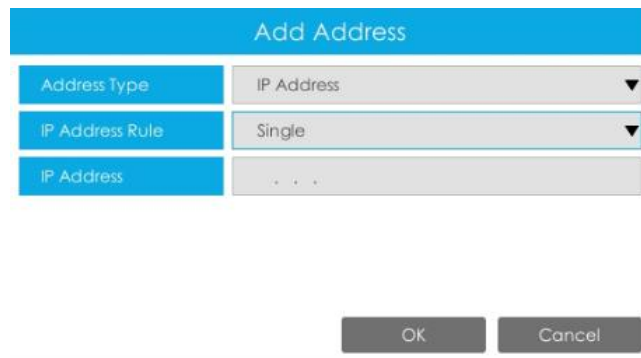 Add Address
Address Type IP Address
IP Address Rule Single
IP Address . . .
OK Cancel